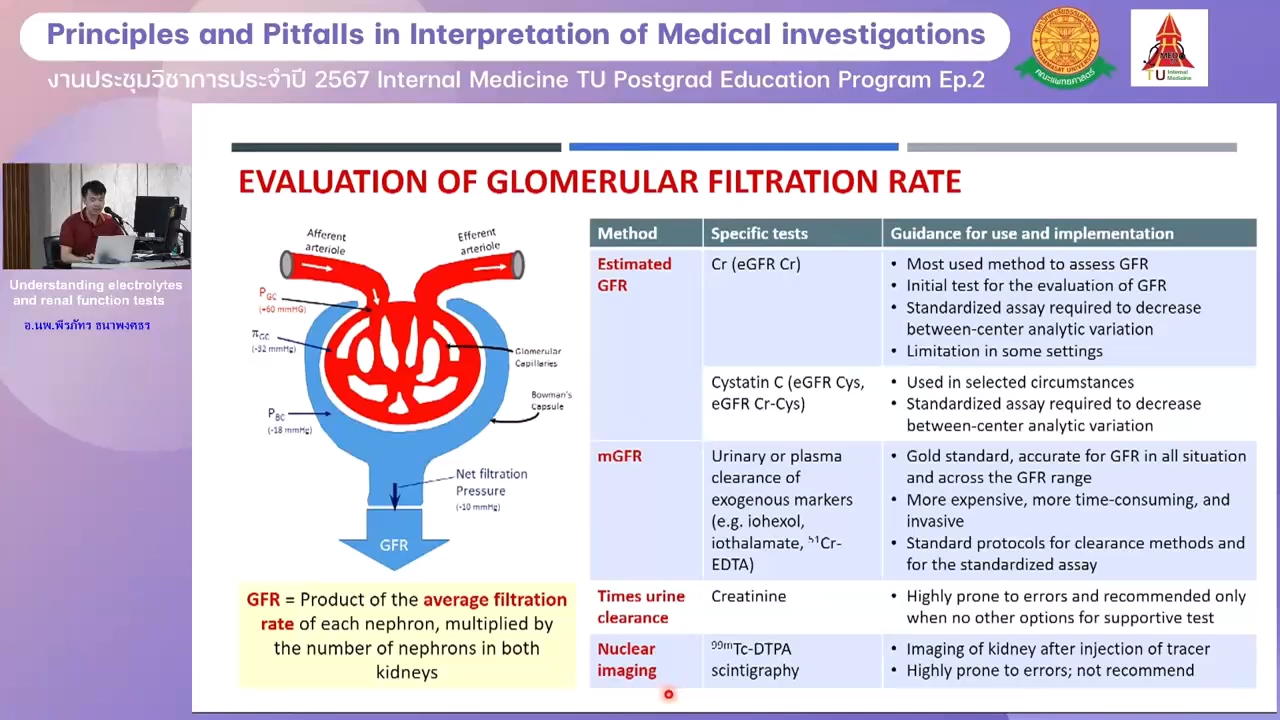 Principles and Pitfalls in Interpretation of Medical investigations
งานประชุมวิชาการประจำปี 2567 Internal Medicine TU Postgrad Education Program Ep.2
MED
TU Internal
Medicine
Understanding electrolytes
and renal function tests
อ.นพ.พีรภัทร ธนาพงศธร
EVALUATION OF GLOMERULAR FILTRATION RATE
Afferent
arteriole
Efferent
arteriole
PGC
(+60 mmHG)
πGC
(-32 mmHg)
PBC
(-18 mmHg)
Glomerular
Capillaries
Bowman's
Capsule
Net filtration
Pressure
(-10 mmHg)
GFR
GFR = Product of the average filtration
rate of each nephron, multiplied by
the number of nephrons in both
kidneys
Method Specific tests Guidance for use and implementation
Estimated
GFR
Cr (eGFR Cr)
• Most used method to assess GFR
• Initial test for the evaluation of GFR
• Standardized assay required to decrease
between-center analytic variation
• Limitation in some settings
Cystatin C (eGFR Cys,
eGFR Cr-Cys)
• Used in selected circumstances
• Standardized assay required to decrease
between-center analytic variation
mGFR
Urinary or plasma
clearance of
exogenous markers
(e.g. iohexol,
iothalamate, ⁵¹Cr-
EDTA)
• Gold standard, accurate for GFR in all situation
and across the GFR range
• More expensive, more time-consuming, and
invasive
• Standard protocols for clearance methods and
for the standardized assay
Times urine
clearance
Creatinine
• Highly prone to errors and recommended only
when no other options for supportive test
Nuclear
imaging
⁹⁹ᵐTc-DTPA
scintigraphy
• Imaging of kidney after injection of tracer
• Highly prone to errors; not recommend